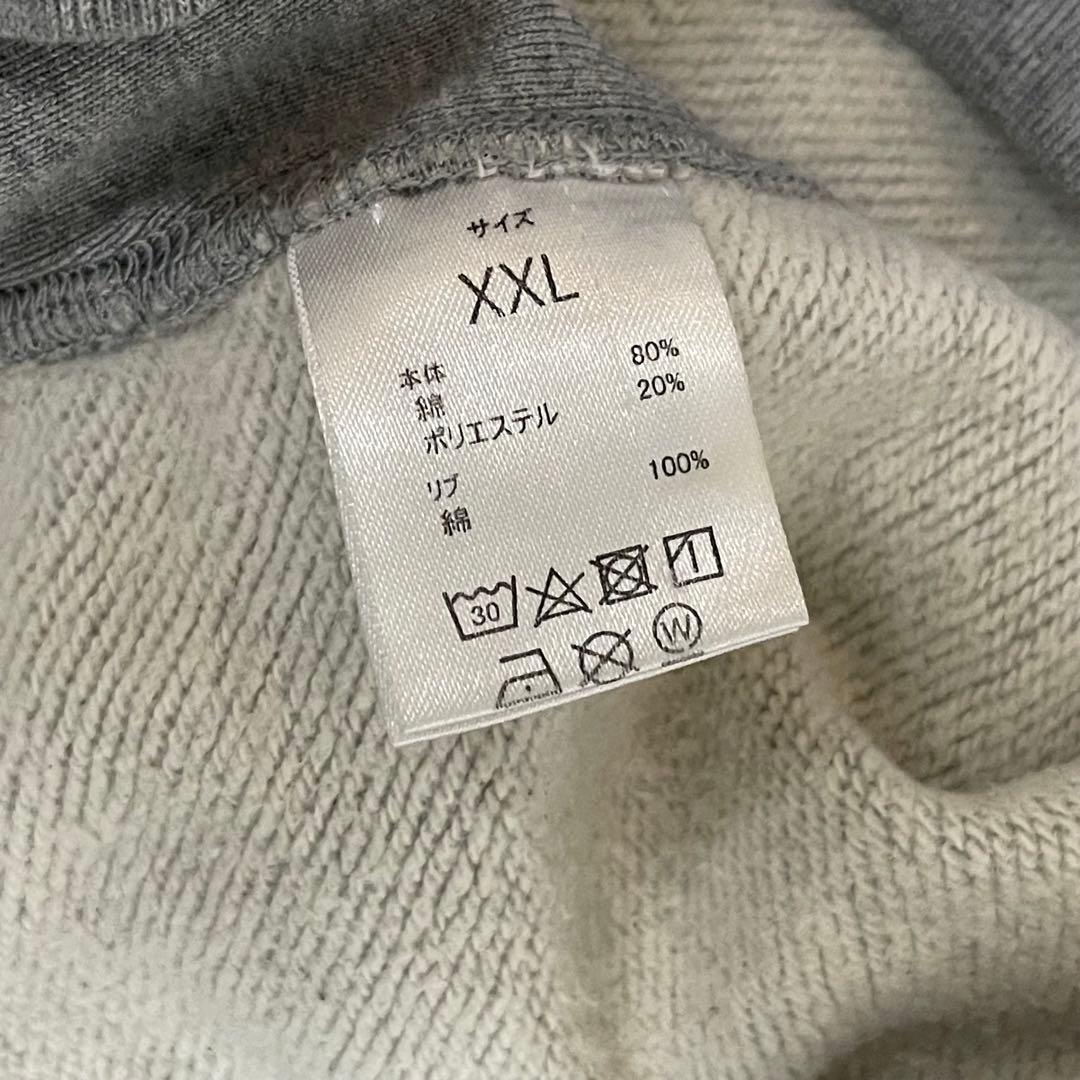 サイズ
XXL
本体
綿 80%
ポリエステル 20%
リブ
綿 100%
30
W